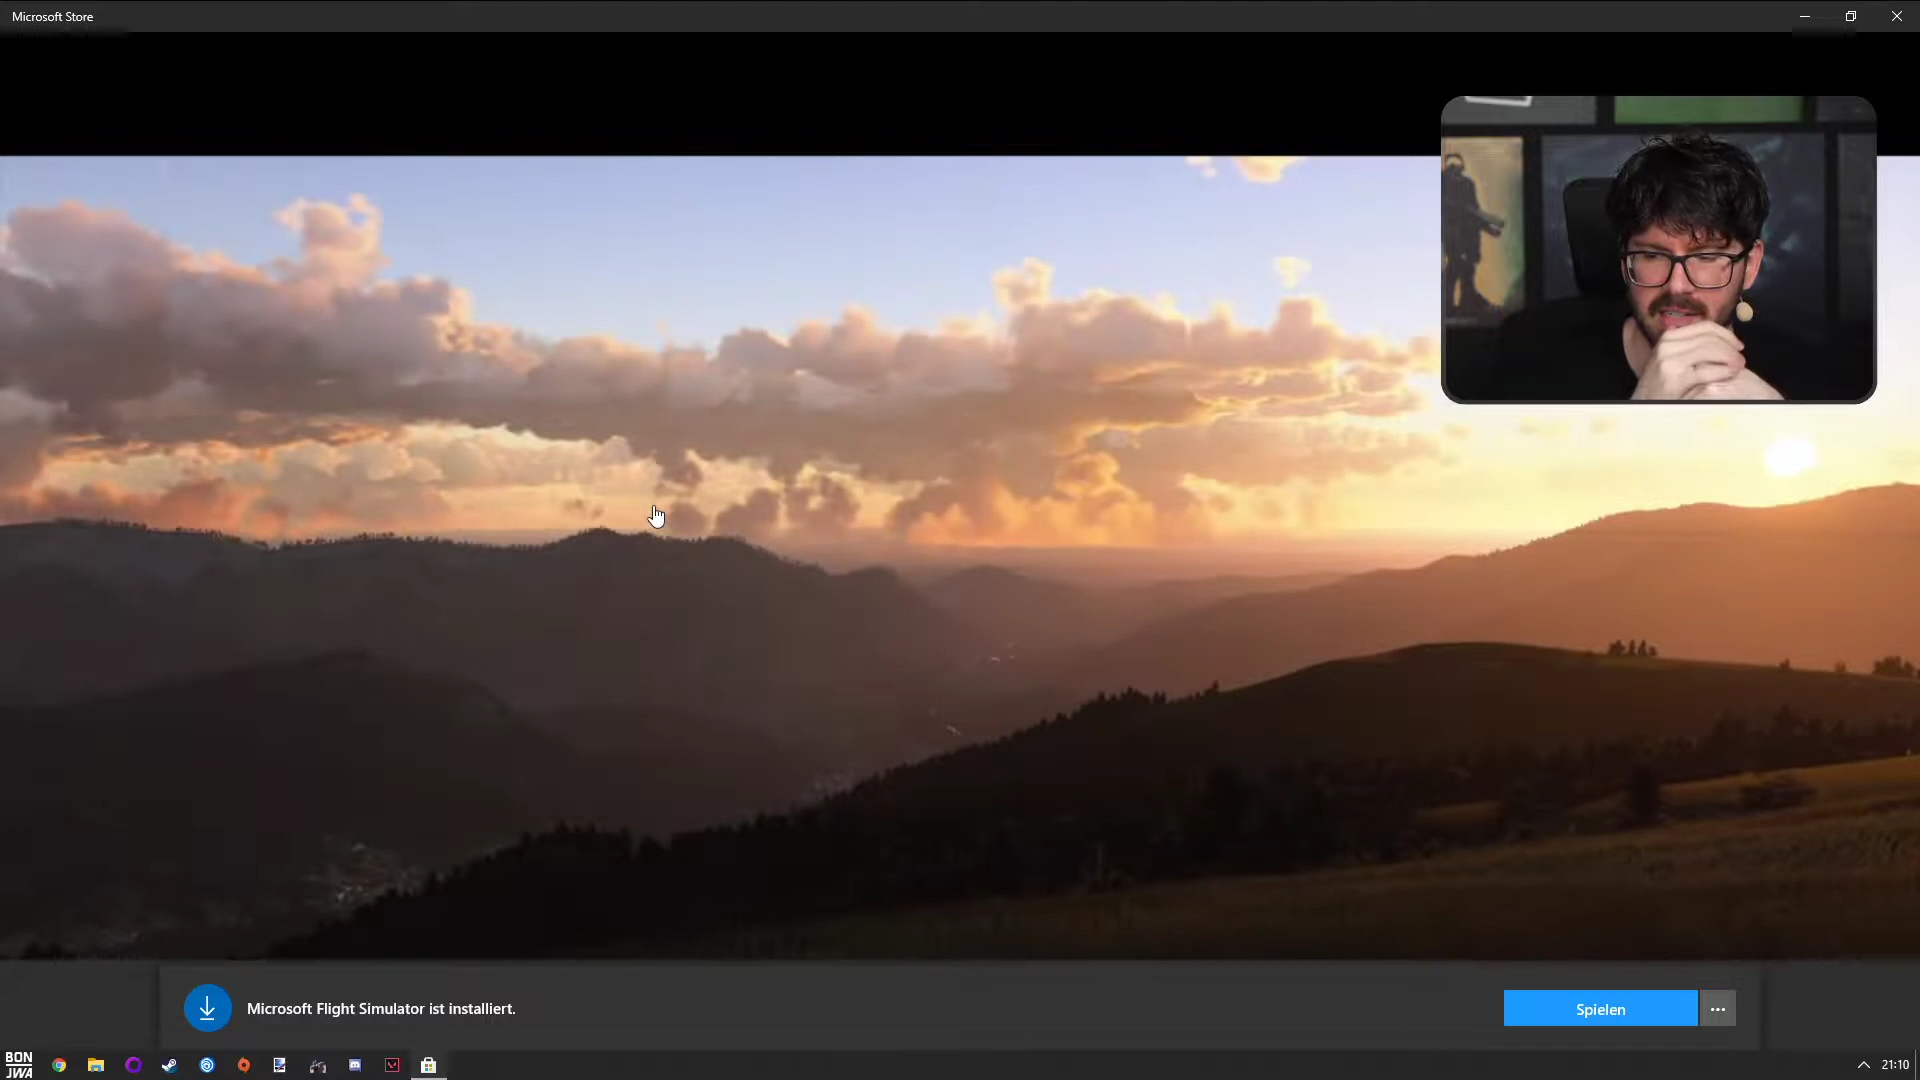 Microsoft Store
Microsoft Flight Simulator ist installiert.
Spielen
BON
JWA
21:10